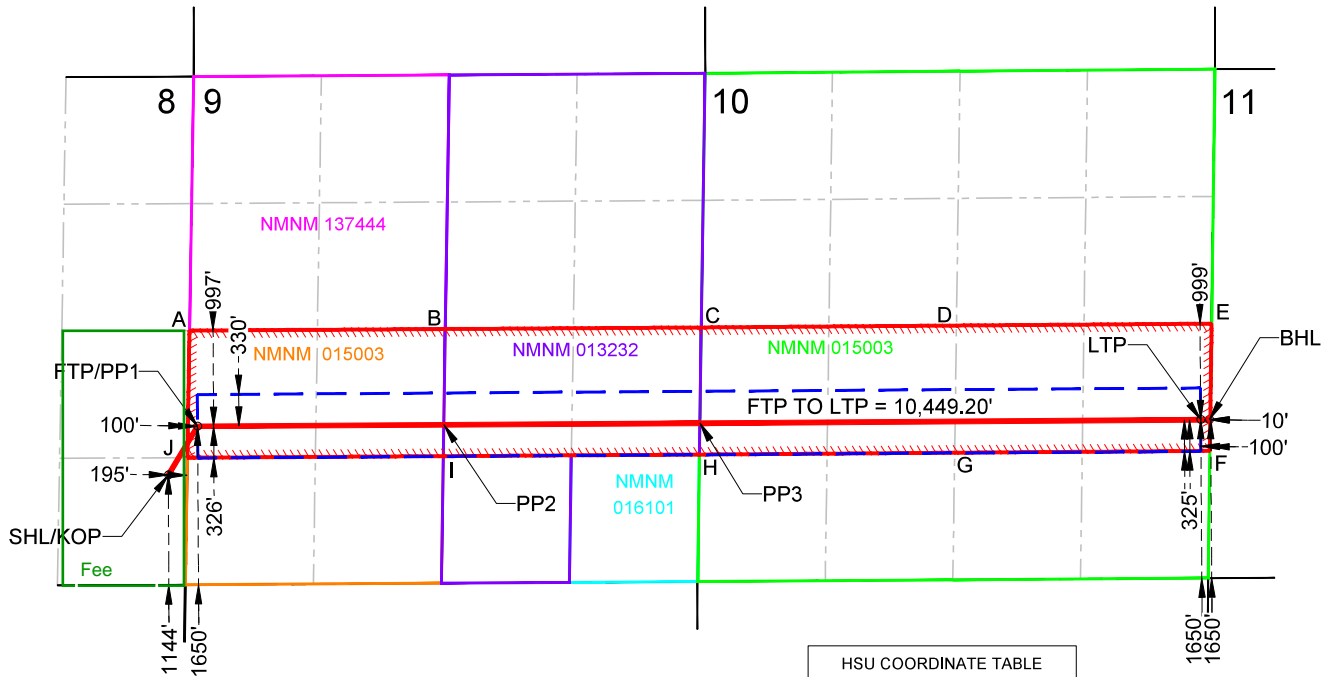 8
9
10
11
NMNM 137444
997'
330'
999'
A
B
C
D
E
NMNM 015003
NMNM 013232
NMNM 015003
LTP
BHL
FTP/PP1
FTP TO LTP = 10,449.20'
100'
10'
J
I
H
G
F
100'
195'
326'
325'
NMNM
016101
PP2
PP3
SHL/KOP
Fee
1144'
1650'
1650'
1650'
HSU COORDINATE TABLE